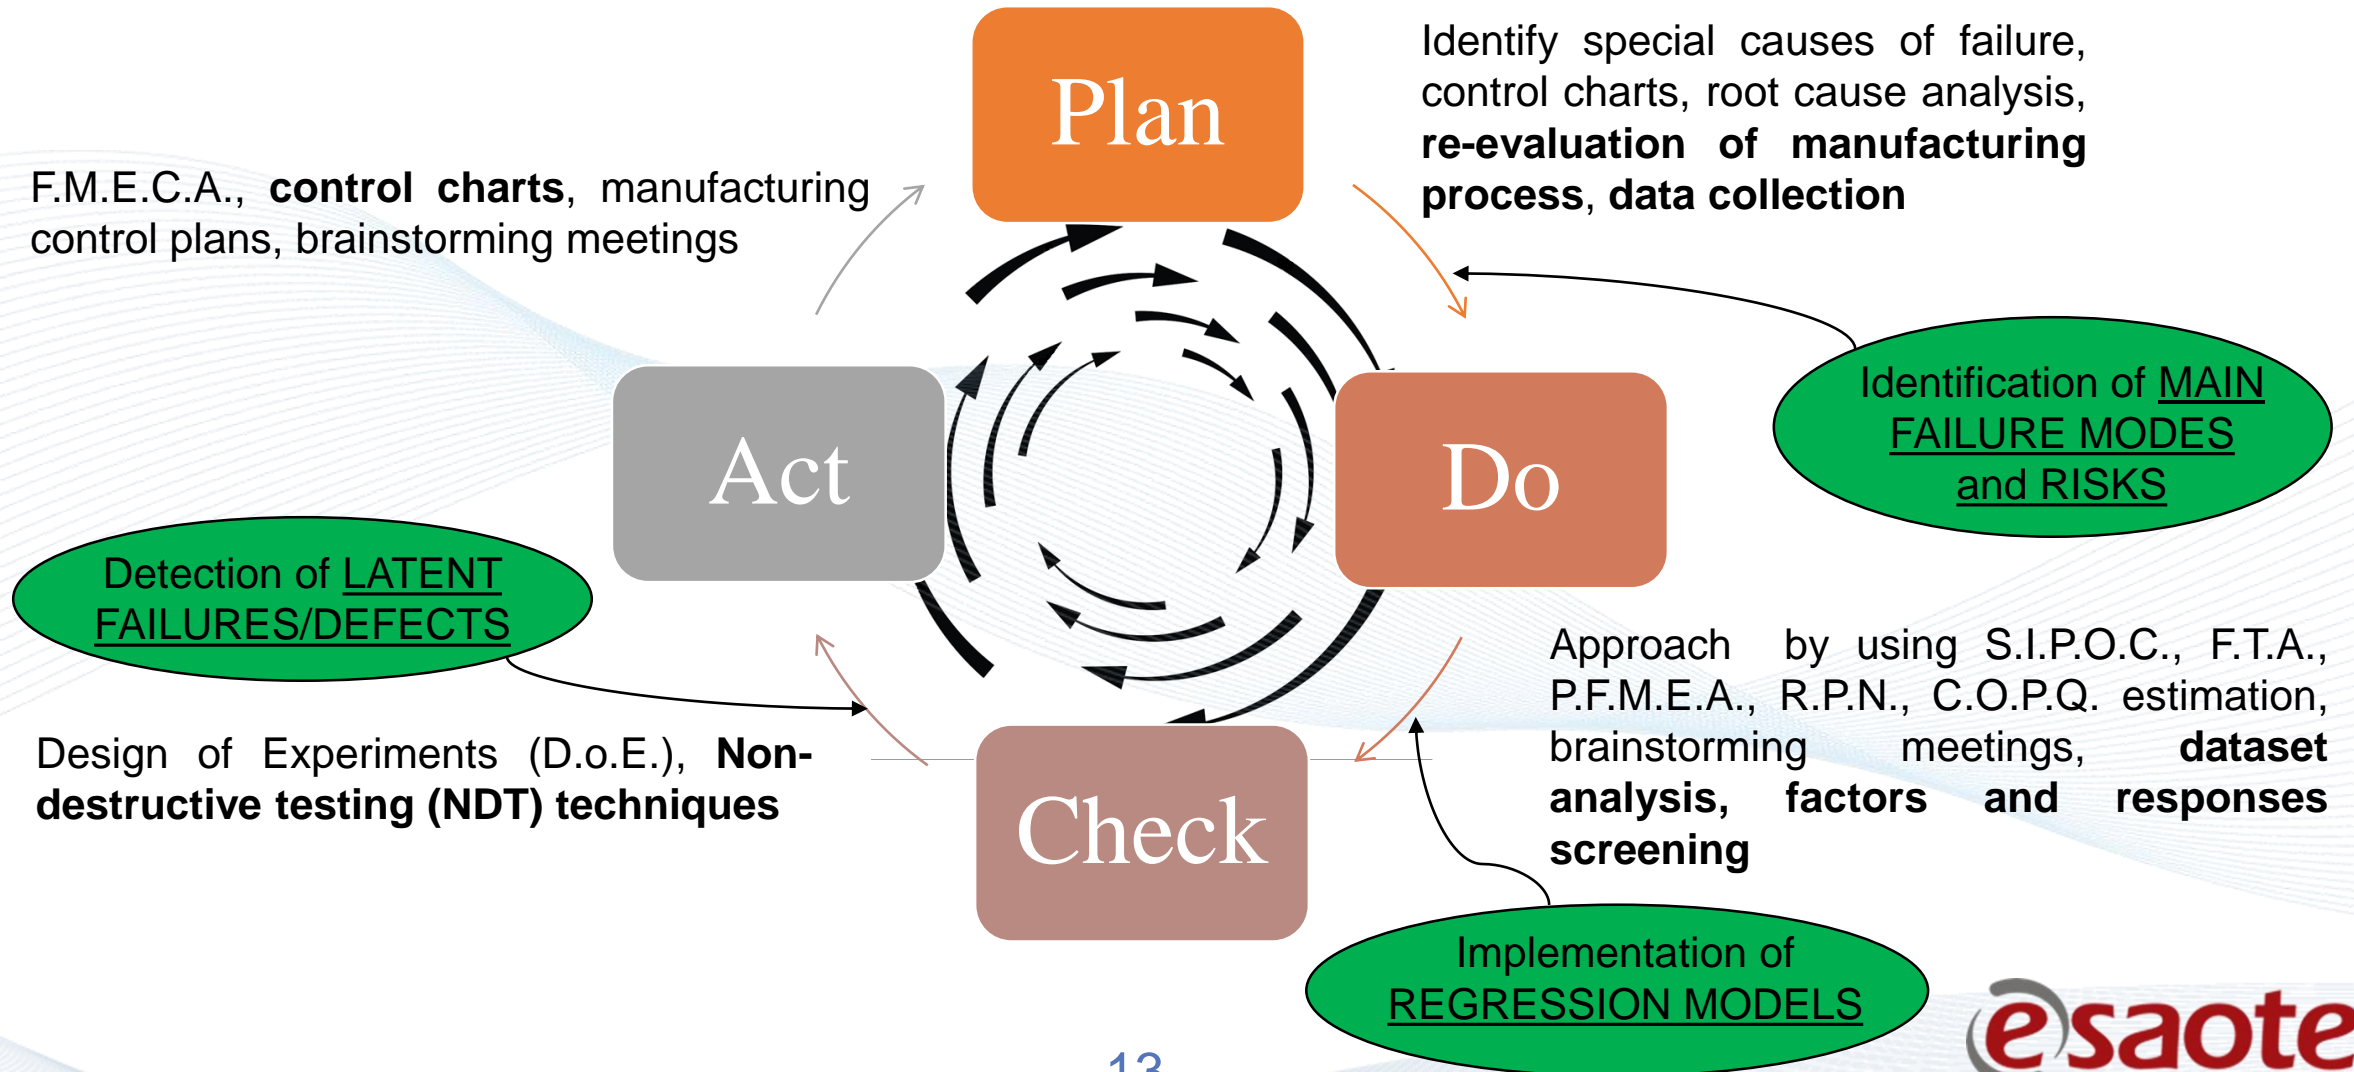 Plan
Identify special causes of failure,
control charts, root cause analysis,
re-evaluation of manufacturing
process, data collection
F.M.E.C.A., control charts, manufacturing
control plans, brainstorming meetings
Identification of MAIN
FAILURE MODES
and RISKS
Act
Do
Detection of LATENT
FAILURES/DEFECTS
Approach by using S.I.P.O.C., F.T.A.,
P.F.M.E.A., R.P.N., C.O.P.Q. estimation,
brainstorming meetings, dataset
analysis, factors and responses
screening
Design of Experiments (D.o.E.), Non-
destructive testing (NDT) techniques
Check
Implementation of
REGRESSION MODELS
esaote
13